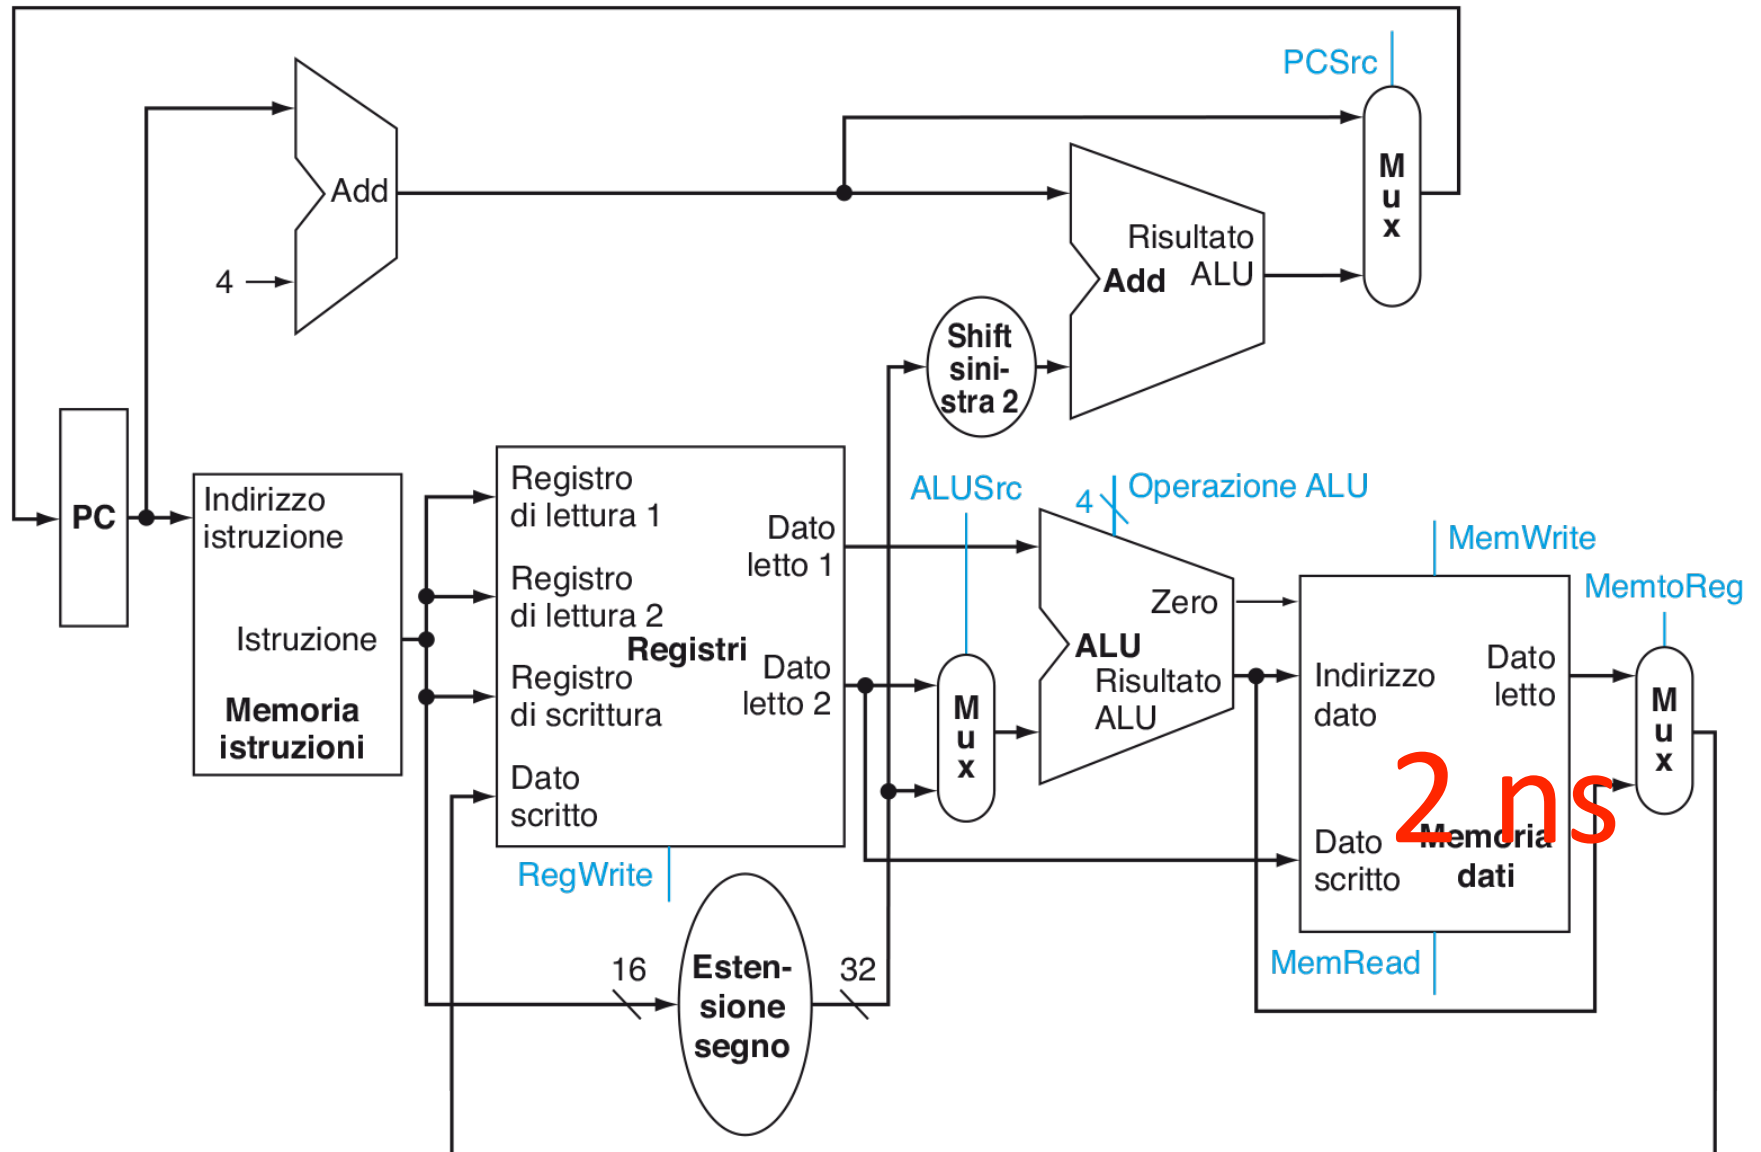 PCSrc
M
u
x
Add
4
Risultato
ALU
Add
Shift
sini-
stra 2
PC
Indirizzo
istruzione
Istruzione
Memoria
istruzioni
Registro
di lettura 1
Registro
di lettura 2
Registri
Registro
di scrittura
Dato
scritto
Dato
letto 1
Dato
letto 2
RegWrite
16
Esten-
sione
segno
32
ALUSrc
M
u
x
4
Operazione ALU
Zero
ALU
Risultato
ALU
MemWrite
Indirizzo
dato
Dato
letto
2 ns
Dato
scritto
Memoria
dati
MemRead
MemtoReg
M
u
x